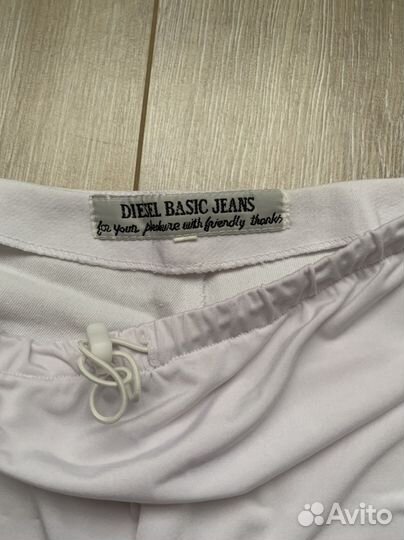 DIESEL BASIC JEANS
for your pleasure with friendly thanks
Avito